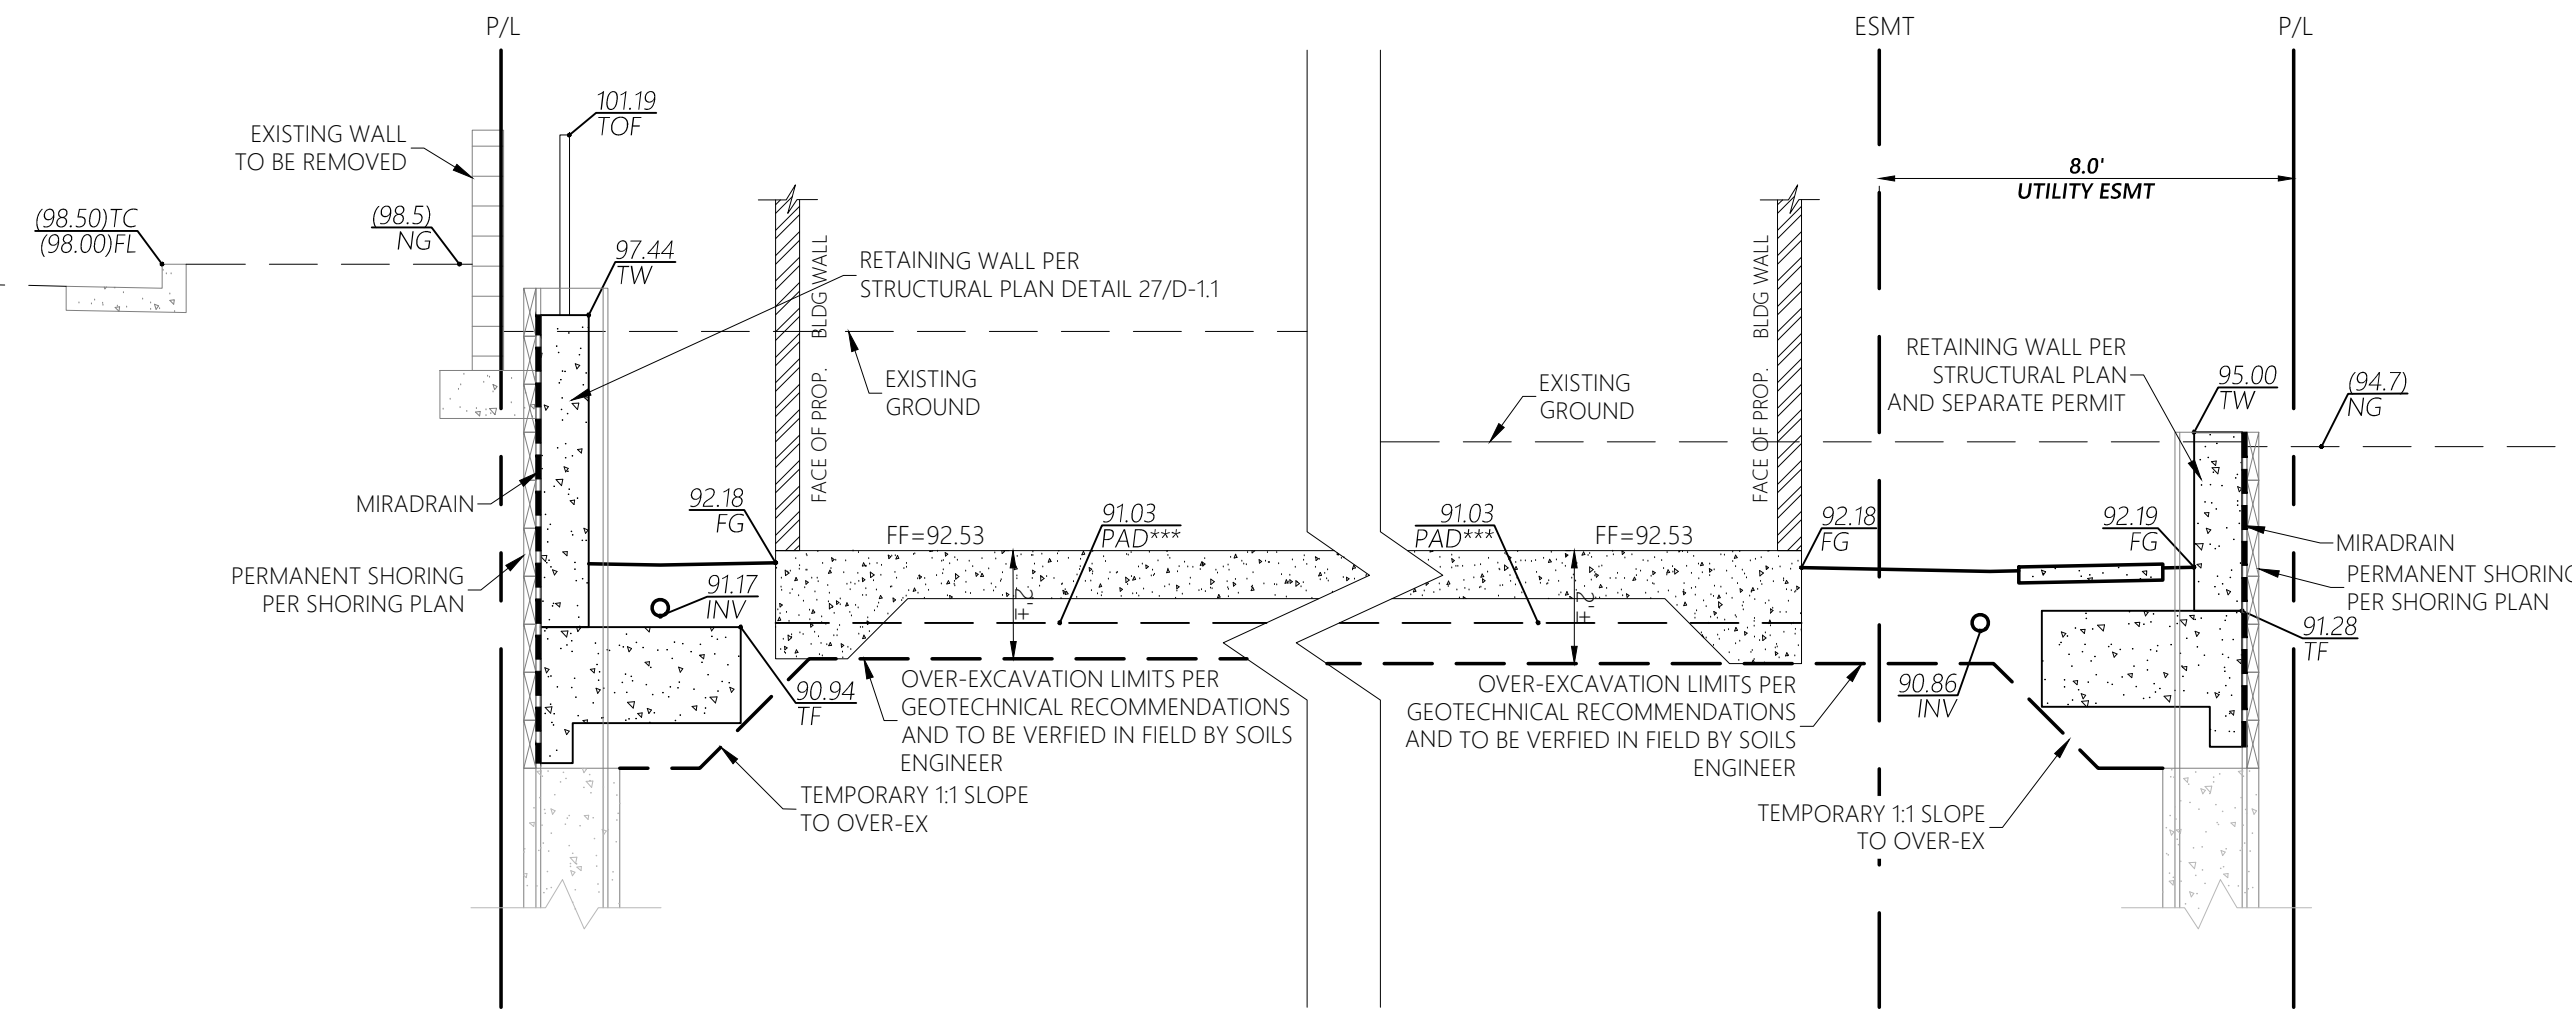 P/L
ESMT
P/L
101.19
TOF
EXISTING WALL
TO BE REMOVED
8.0'
UTILITY ESMT
(98.50)TC
(98.00)FL
(98.5)
NG
97.44
TW
RETAINING WALL PER
STRUCTURAL PLAN DETAIL 27/D-1.1
FACE OF PROP. BLDG WALL
FACE OF PROP. BLDG WALL
EXISTING
GROUND
EXISTING
GROUND
RETAINING WALL PER
STRUCTURAL PLAN
AND SEPARATE PERMIT
95.00
TW
(94.7)
NG
MIRADRAIN
92.18
FG
FF=92.53
91.03
PAD***
91.03
PAD***
FF=92.53
92.18
FG
92.19
FG
MIRADRAIN
PERMANENT SHORING
PER SHORING PLAN
PERMANENT SHORING
PER SHORING PLAN
91.17
INV
2'±
2'±
91.28
TF
90.94
TF
OVER-EXCAVATION LIMITS PER
GEOTECHNICAL RECOMMENDATIONS
AND TO BE VERFIED IN FIELD BY SOILS
ENGINEER
OVER-EXCAVATION LIMITS PER
GEOTECHNICAL RECOMMENDATIONS
AND TO BE VERFIED IN FIELD BY SOILS
ENGINEER
90.86
INV
TEMPORARY 1:1 SLOPE
TO OVER-EX
TEMPORARY 1:1 SLOPE
TO OVER-EX